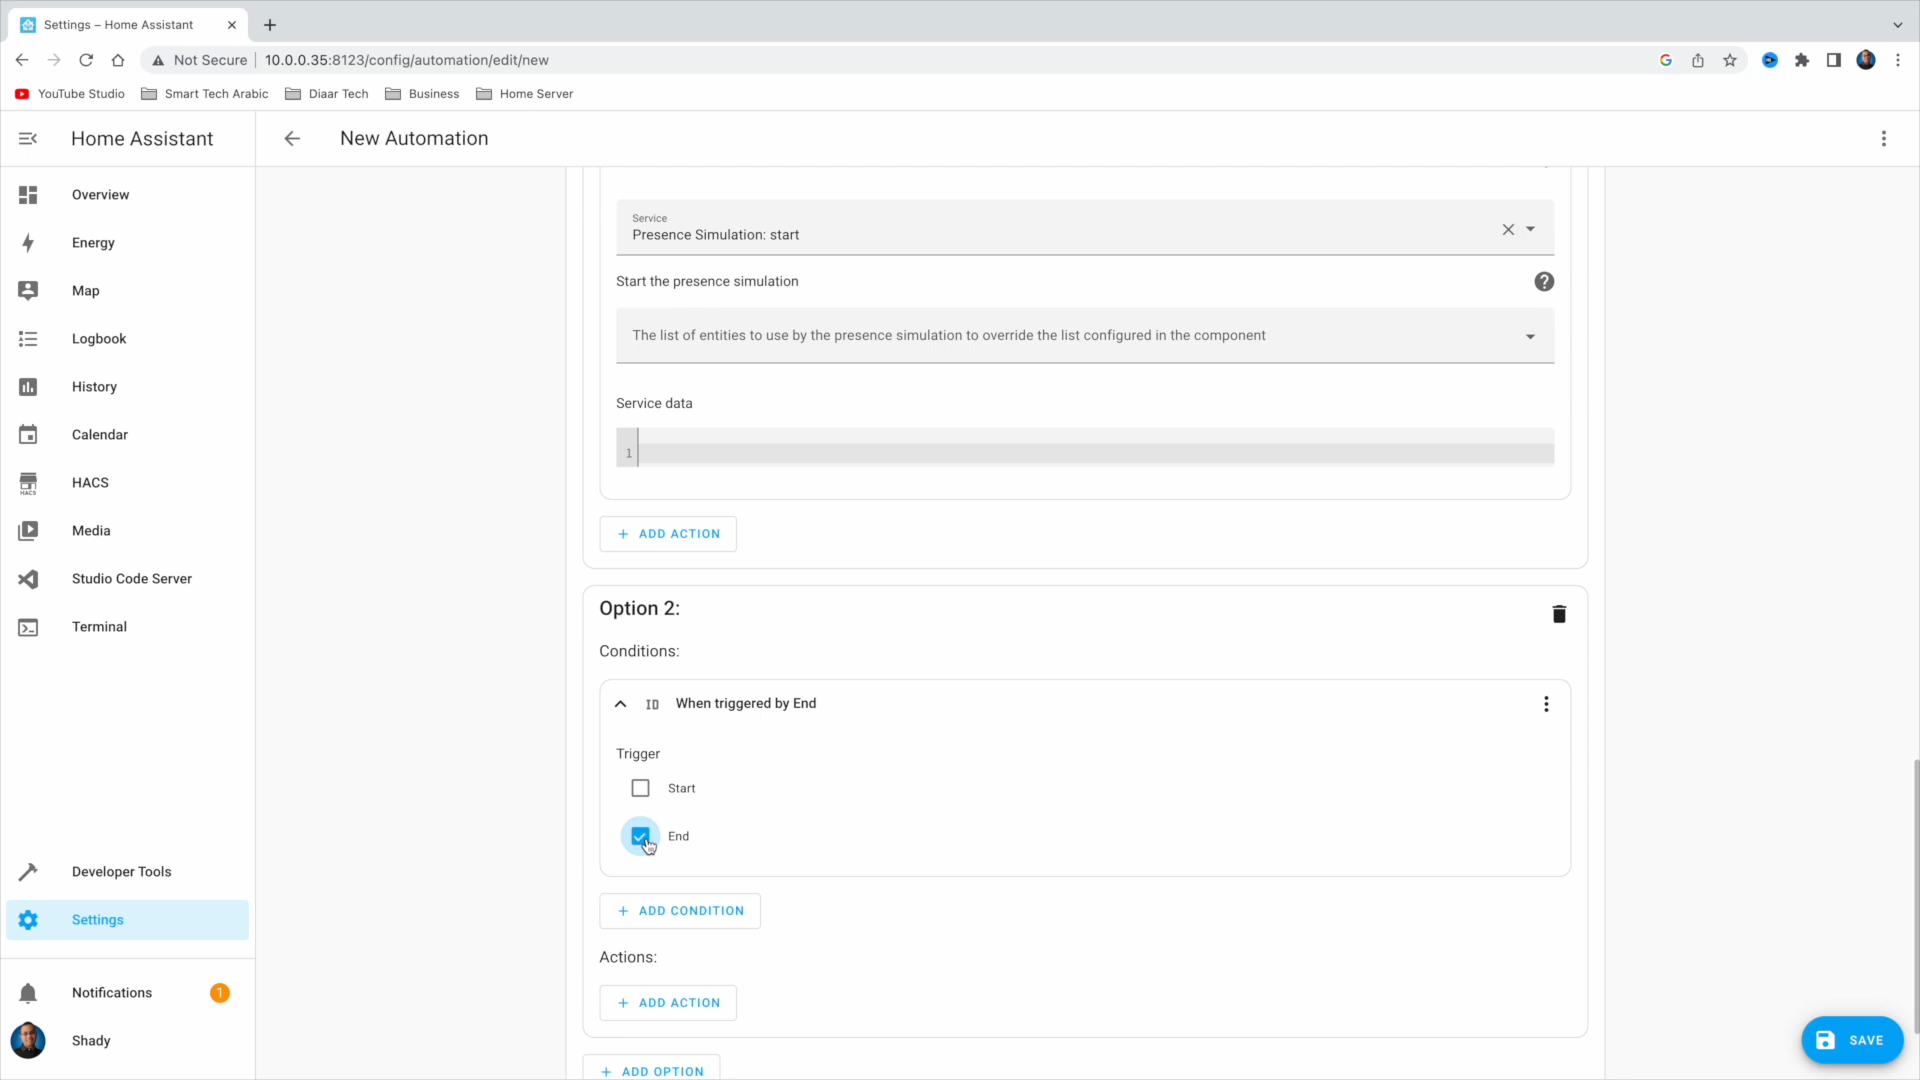 Settings – Home Assistant
Not Secure
10.0.0.35:8123/config/automation/edit/new
YouTube Studio
Smart Tech Arabic
Diaar Tech
Business
Home Server
Home Assistant
New Automation
Overview
Energy
Map
Logbook
History
Calendar
HACS
HACS
Media
Studio Code Server
Terminal
Developer Tools
Settings
Notifications
1
Shady
Service
Presence Simulation: start
Start the presence simulation
The list of entities to use by the presence simulation to override the list configured in the component
Service data
1
+ ADD ACTION
Option 2:
Conditions:
ID When triggered by End
Trigger
Start
End
+ ADD CONDITION
Actions:
+ ADD ACTION
+ ADD OPTION
SAVE